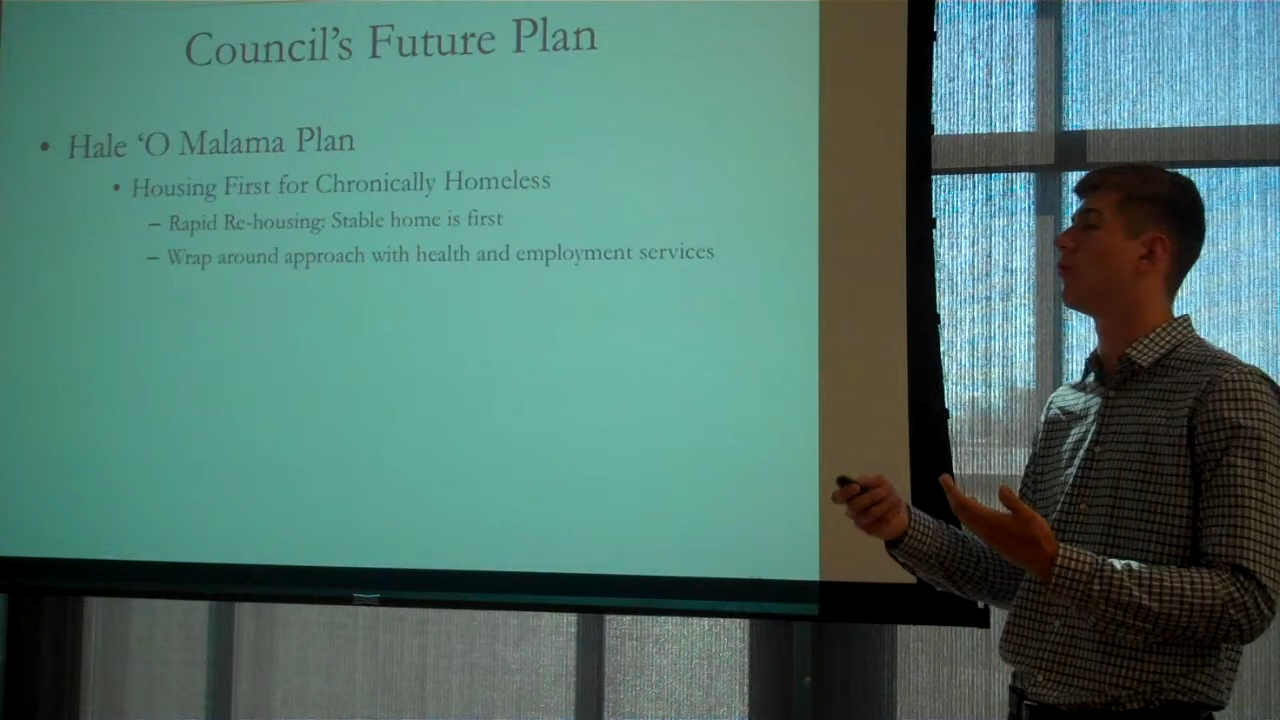 Council’s Future Plan
• Hale ‘O Malama Plan
• Housing First for Chronically Homeless
– Rapid Re-housing: Stable home is first
– Wrap around approach with health and employment services